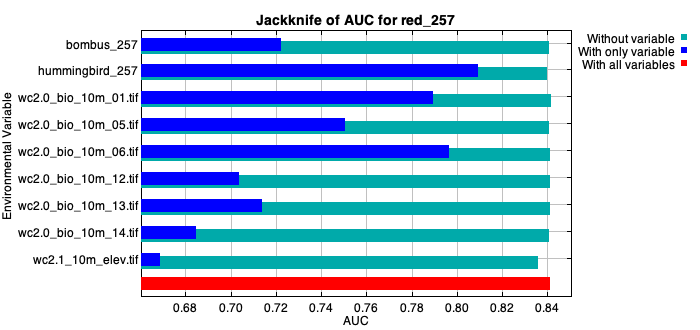 Jackknife of AUC for red_257
Environmental Variable
bombus_257
hummingbird_257
wc2.0_bio_10m_01.tif
wc2.0_bio_10m_05.tif
wc2.0_bio_10m_06.tif
wc2.0_bio_10m_12.tif
wc2.0_bio_10m_13.tif
wc2.0_bio_10m_14.tif
wc2.1_10m_elev.tif
0.68 0.70 0.72 0.74 0.76 0.78 0.80 0.82 0.84
AUC
Without variable
With only variable
With all variables